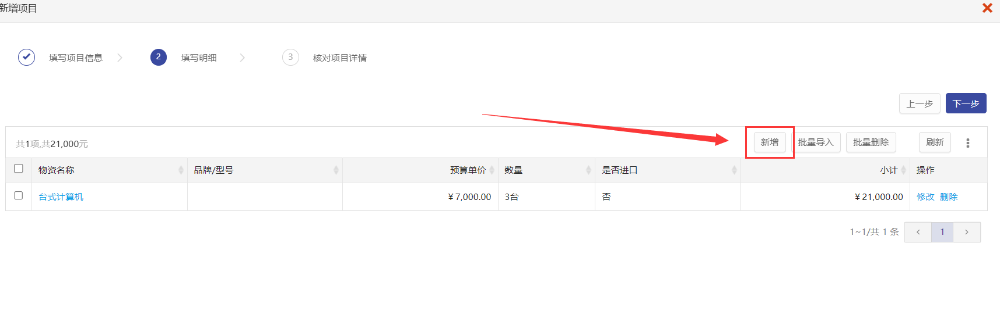 新增项目
填写项目信息 2 填写明细 3 核对项目详情
上一步 下一步
共1项,共21,000元 新增 批量导入 批量删除 刷新
物资名称 品牌/型号 预算单价 数量 是否进口 小计 操作
台式计算机 ￥7,000.00 3台 否 ￥21,000.00 修改 删除
1~1/共 1 条 1